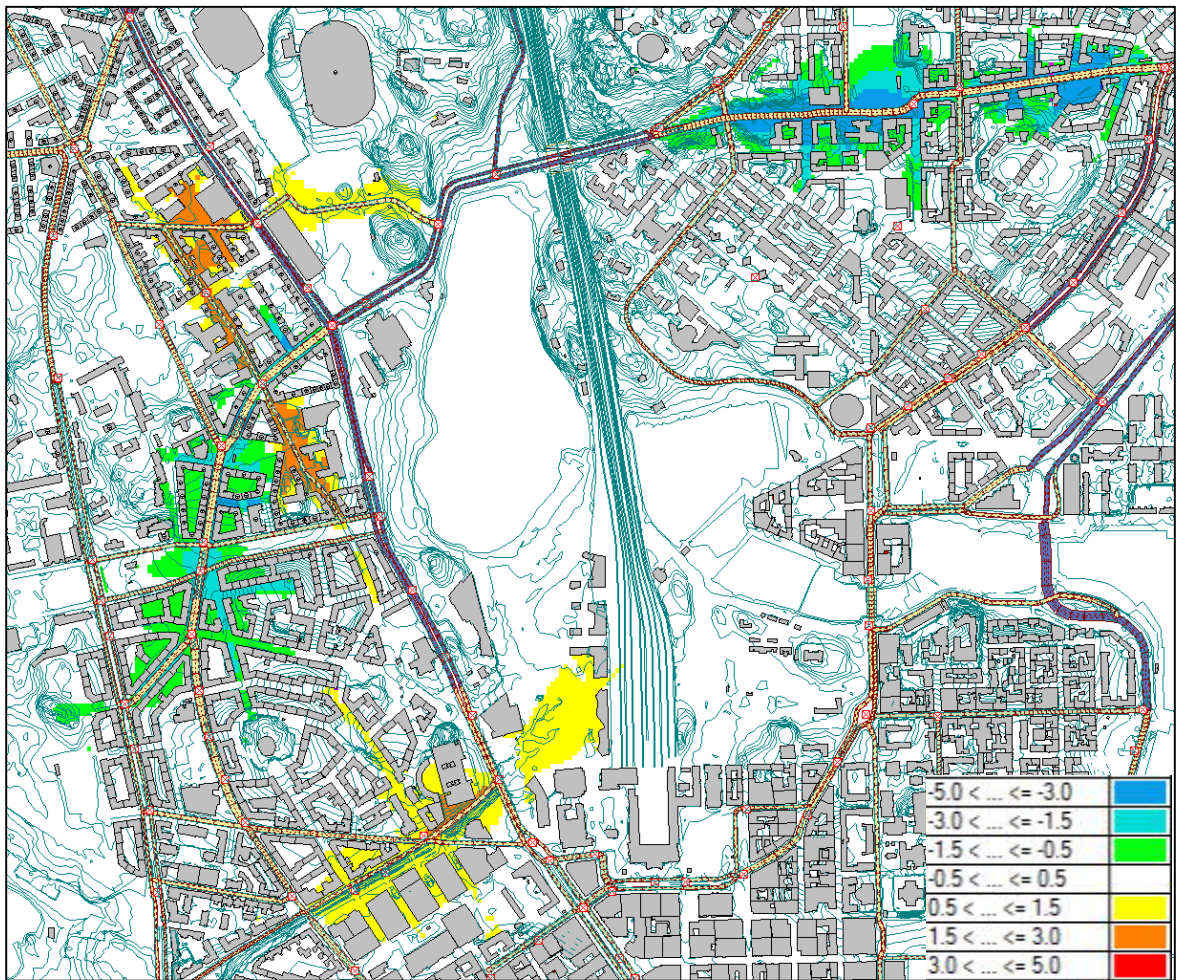 -5.0 < ... <= -3.0
-3.0 < ... <= -1.5
-1.5 < ... <= -0.5
-0.5 < ... <= 0.5
0.5 < ... <= 1.5
1.5 < ... <= 3.0
3.0 < ... <= 5.0